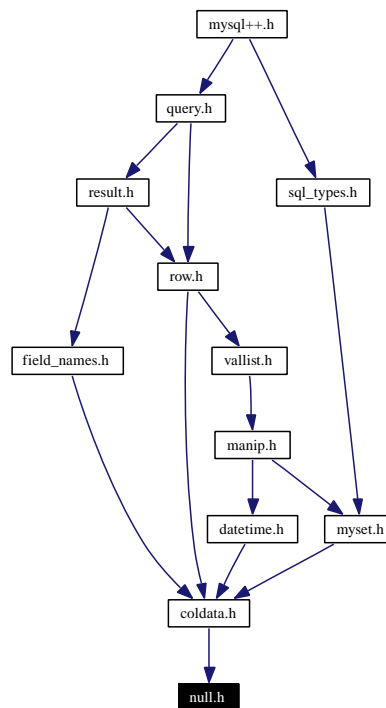 mysql++.h
query.h
result.h
sql_types.h
row.h
field_names.h
vallist.h
manip.h
datetime.h
myset.h
coldata.h
null.h